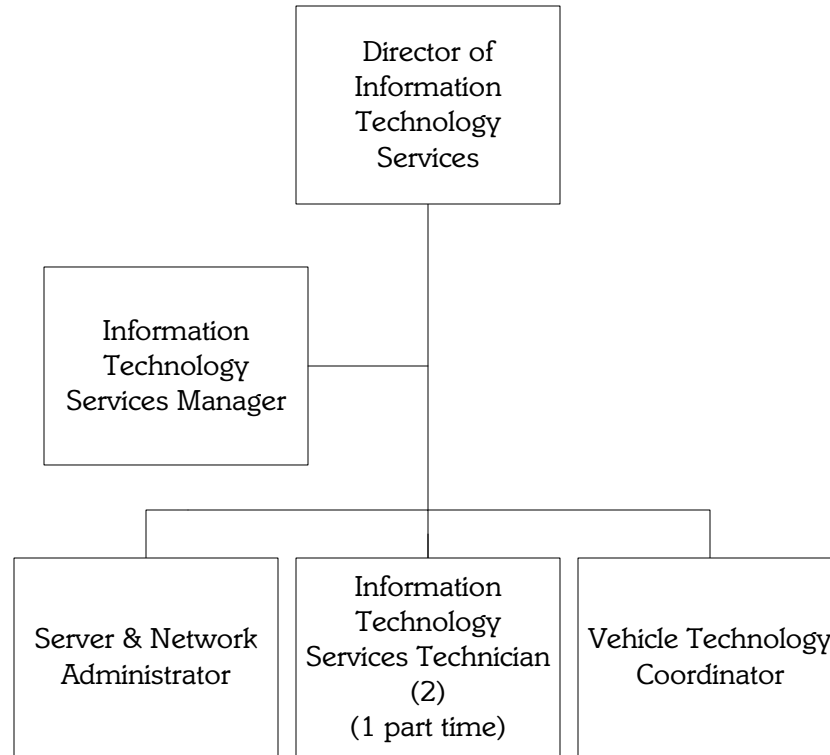 Director of
Information
Technology
Services
Information
Technology
Services Manager
Server & Network
Administrator
Information
Technology
Services Technician
(2)
(1 part time)
Vehicle Technology
Coordinator